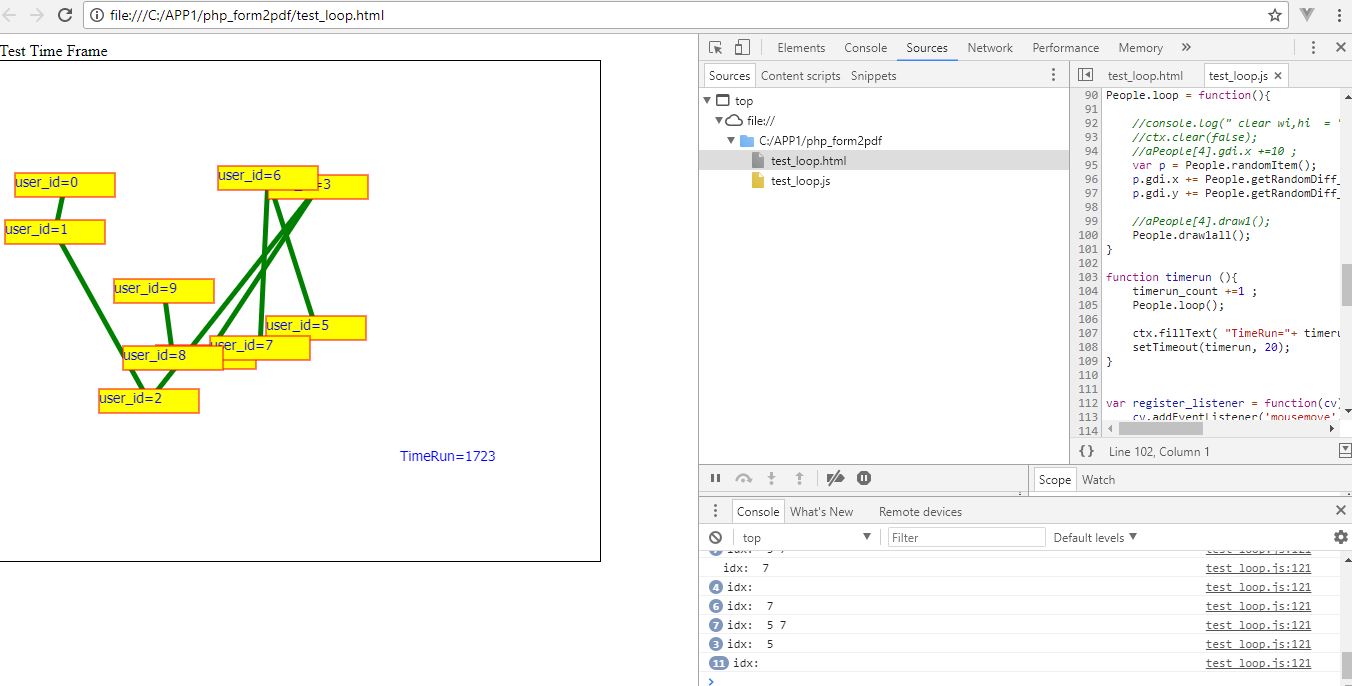 file:///C:/APP1/php_form2pdf/test_loop.html
Test Time Frame
user_id=0
user_id=6
=3
user_id=1
user_id=9
user_id=5
user_id=7
user_id=8
user_id=2
TimeRun=1723
Elements Console Sources Network Performance Memory »
Sources Content scripts Snippets
top
file://
C:/APP1/php_form2pdf
test_loop.html
test_loop.js
test_loop.html test_loop.js ×
90 People.loop = function(){
91
92 //console.log(" clear wi,hi = "
93 //ctx.clear(false);
94 //aPeople[4].gdi.x +=10 ;
95 var p = People.randomItem();
96 p.gdi.x += People.getRandomDiff_
97 p.gdi.y += People.getRandomDiff_
98
99 //aPeople[4].draw1();
100 People.draw1all();
101 }
102
103 function timerun (){
104 timerun_count +=1 ;
105 People.loop();
106
107 ctx.fillText( "TimeRun="+ timeru
108 setTimeout(timerun, 20);
109 }
110
111
112 var register_listener = function(cv)
113 cv.addEventListener('mousemove'
114
{} Line 102, Column 1
Scope Watch
Console What's New Remote devices
top Filter Default levels
idx: 5 7 test_loop.js:121
idx: 7 test_loop.js:121
4 idx: test_loop.js:121
6 idx: 7 test_loop.js:121
7 idx: 5 7 test_loop.js:121
3 idx: 5 test_loop.js:121
11 idx: test_loop.js:121